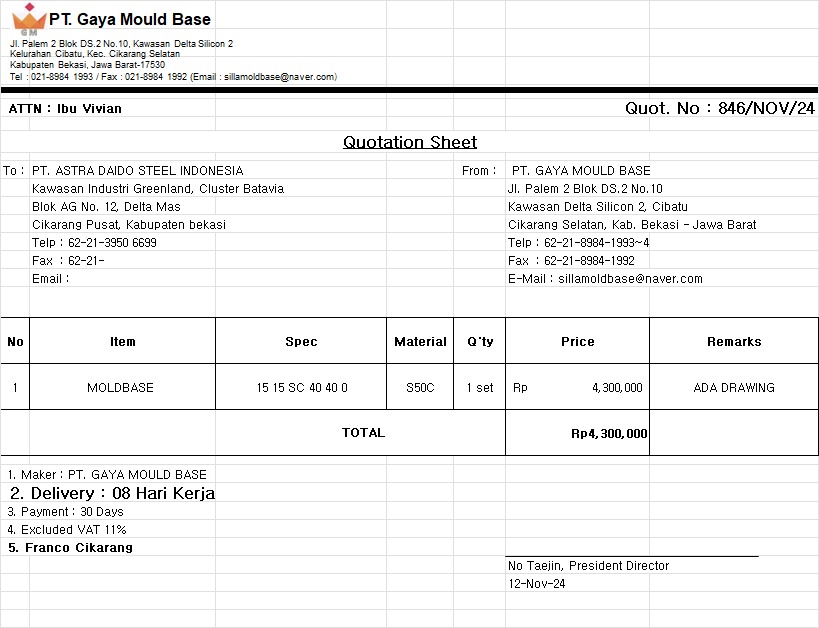 PT. Gaya Mould Base
GM
Jl. Palem 2 Blok DS.2 No.10, Kawasan Delta Silicon 2
Kelurahan Cibatu, Kec. Cikarang Selatan
Kabupaten Bekasi, Jawa Barat-17530
Tel : 021-8984 1993 / Fax : 021-8984 1992 (Email : sillamoldbase@naver.com)
ATTN : Ibu Vivian
Quot. No : 846/NOV/24
Quotation Sheet
To : PT. ASTRA DAIDO STEEL INDONESIA
Kawasan Industri Greenland, Cluster Batavia
Blok AG No. 12, Delta Mas
Cikarang Pusat, Kabupaten bekasi
Telp : 62-21-3950 6699
Fax : 62-21-
Email :
From : PT. GAYA MOULD BASE
Jl. Palem 2 Blok DS.2 No.10
Kawasan Delta Silicon 2, Cibatu
Cikarang Selatan, Kab. Bekasi - Jawa Barat
Telp : 62-21-8984-1993~4
Fax : 62-21-8984-1992
E-Mail : sillamoldbase@naver.com
No Item Spec Material Q'ty Price Remarks
1 MOLDBASE 15 15 SC 40 40 0 S50C 1 set Rp 4,300,000 ADA DRAWING
TOTAL Rp4,300,000
1. Maker : PT. GAYA MOULD BASE
2. Delivery : 08 Hari Kerja
3. Payment : 30 Days
4. Excluded VAT 11%
5. Franco Cikarang
No Taejin, President Director
12-Nov-24